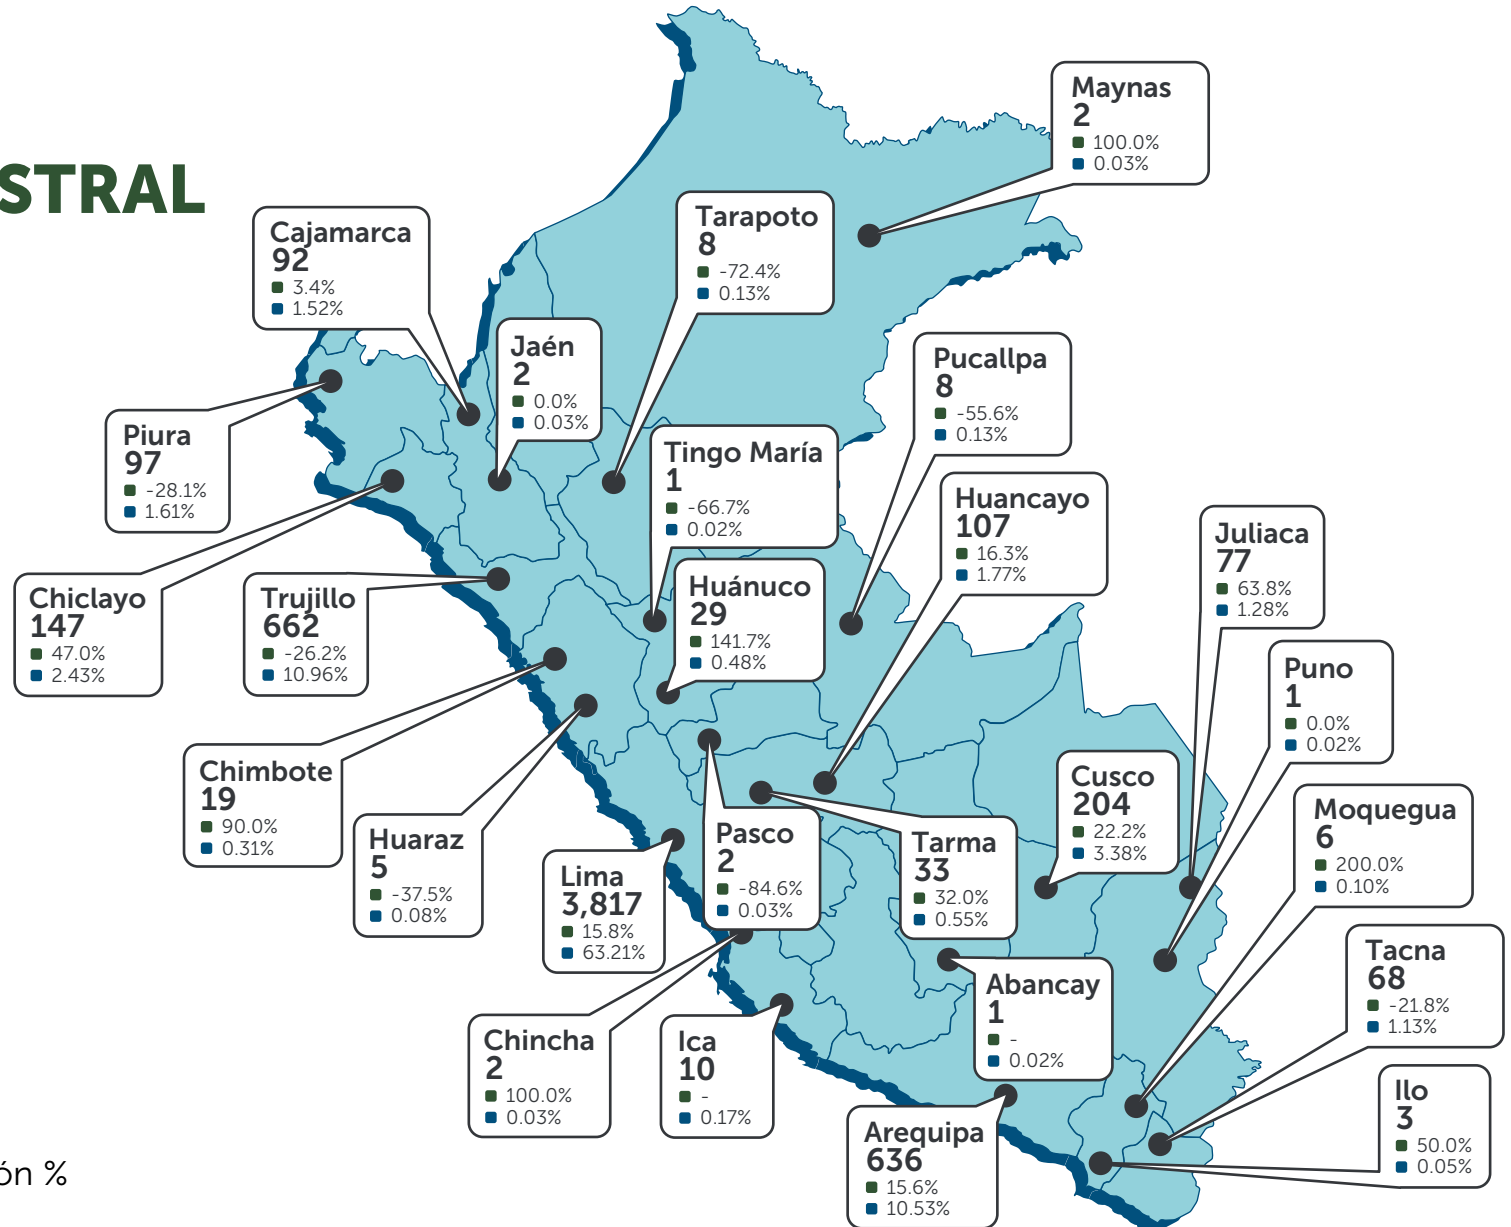 STRAL
Maynas
2
100.0%
0.03%
Cajamarca
92
3.4%
1.52%
Tarapoto
8
-72.4%
0.13%
Jaén
2
0.0%
0.03%
Pucallpa
8
-55.6%
0.13%
Piura
97
-28.1%
1.61%
Tingo María
1
-66.7%
0.02%
Huancayo
107
16.3%
1.77%
Juliaca
77
63.8%
1.28%
Chiclayo
147
47.0%
2.43%
Trujillo
662
-26.2%
10.96%
Huánuco
29
141.7%
0.48%
Puno
1
0.0%
0.02%
Chimbote
19
90.0%
0.31%
Huaraz
5
-37.5%
0.08%
Lima
3,817
15.8%
63.21%
Pasco
2
-84.6%
0.03%
Tarma
33
32.0%
0.55%
Cusco
204
22.2%
3.38%
Moquegua
6
200.0%
0.10%
Tacna
68
-21.8%
1.13%
Chincha
2
100.0%
0.03%
Ica
10
-
0.17%
Abancay
1
-
0.02%
Arequipa
636
15.6%
10.53%
Ilo
3
50.0%
0.05%
ón %